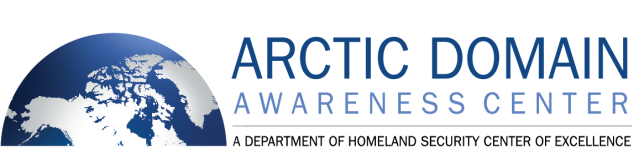 ARCTIC DOMAIN
AWARENESS CENTER
A DEPARTMENT OF HOMELAND SECURITY CENTER OF EXCELLENCE